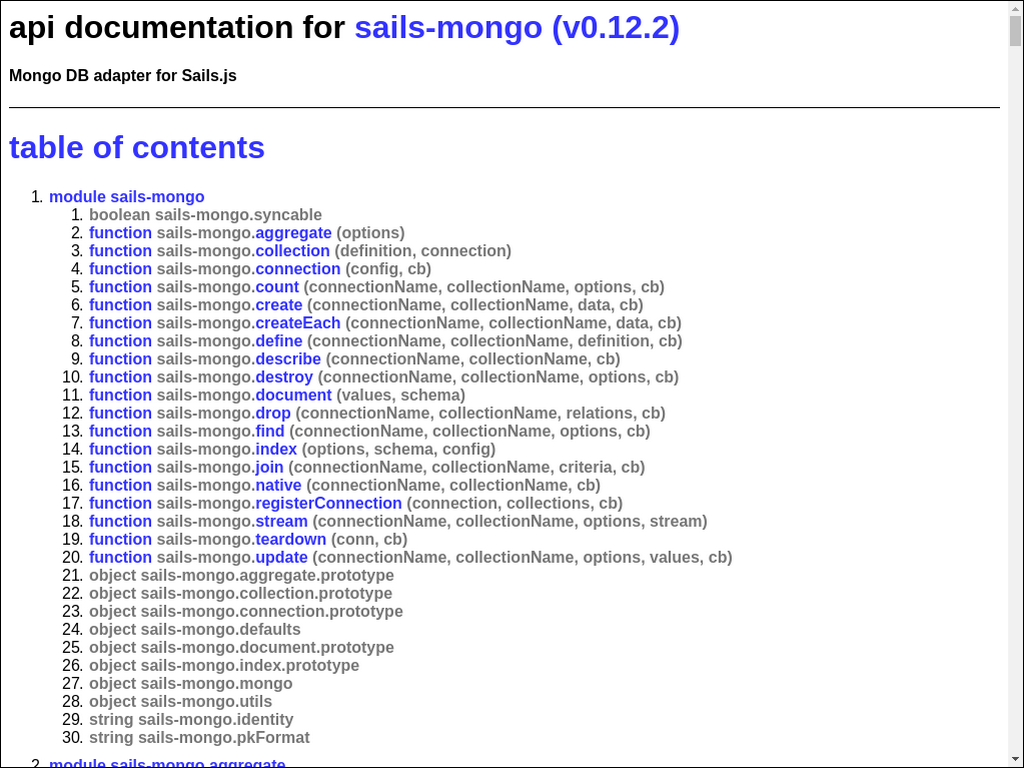 api documentation for sails-mongo (v0.12.2)
Mongo DB adapter for Sails.js
table of contents
1. module sails-mongo
1. boolean sails-mongo.syncable
2. function sails-mongo.aggregate (options)
3. function sails-mongo.collection (definition, connection)
4. function sails-mongo.connection (config, cb)
5. function sails-mongo.count (connectionName, collectionName, options, cb)
6. function sails-mongo.create (connectionName, collectionName, data, cb)
7. function sails-mongo.createEach (connectionName, collectionName, data, cb)
8. function sails-mongo.define (connectionName, collectionName, definition, cb)
9. function sails-mongo.describe (connectionName, collectionName, cb)
10. function sails-mongo.destroy (connectionName, collectionName, options, cb)
11. function sails-mongo.document (values, schema)
12. function sails-mongo.drop (connectionName, collectionName, relations, cb)
13. function sails-mongo.find (connectionName, collectionName, options, cb)
14. function sails-mongo.index (options, schema, config)
15. function sails-mongo.join (connectionName, collectionName, criteria, cb)
16. function sails-mongo.native (connectionName, collectionName, cb)
17. function sails-mongo.registerConnection (connection, collections, cb)
18. function sails-mongo.stream (connectionName, collectionName, options, stream)
19. function sails-mongo.teardown (conn, cb)
20. function sails-mongo.update (connectionName, collectionName, options, values, cb)
21. object sails-mongo.aggregate.prototype
22. object sails-mongo.collection.prototype
23. object sails-mongo.connection.prototype
24. object sails-mongo.defaults
25. object sails-mongo.document.prototype
26. object sails-mongo.index.prototype
27. object sails-mongo.mongo
28. object sails-mongo.utils
29. string sails-mongo.identity
30. string sails-mongo.pkFormat
2. module sails-mongo.aggregate